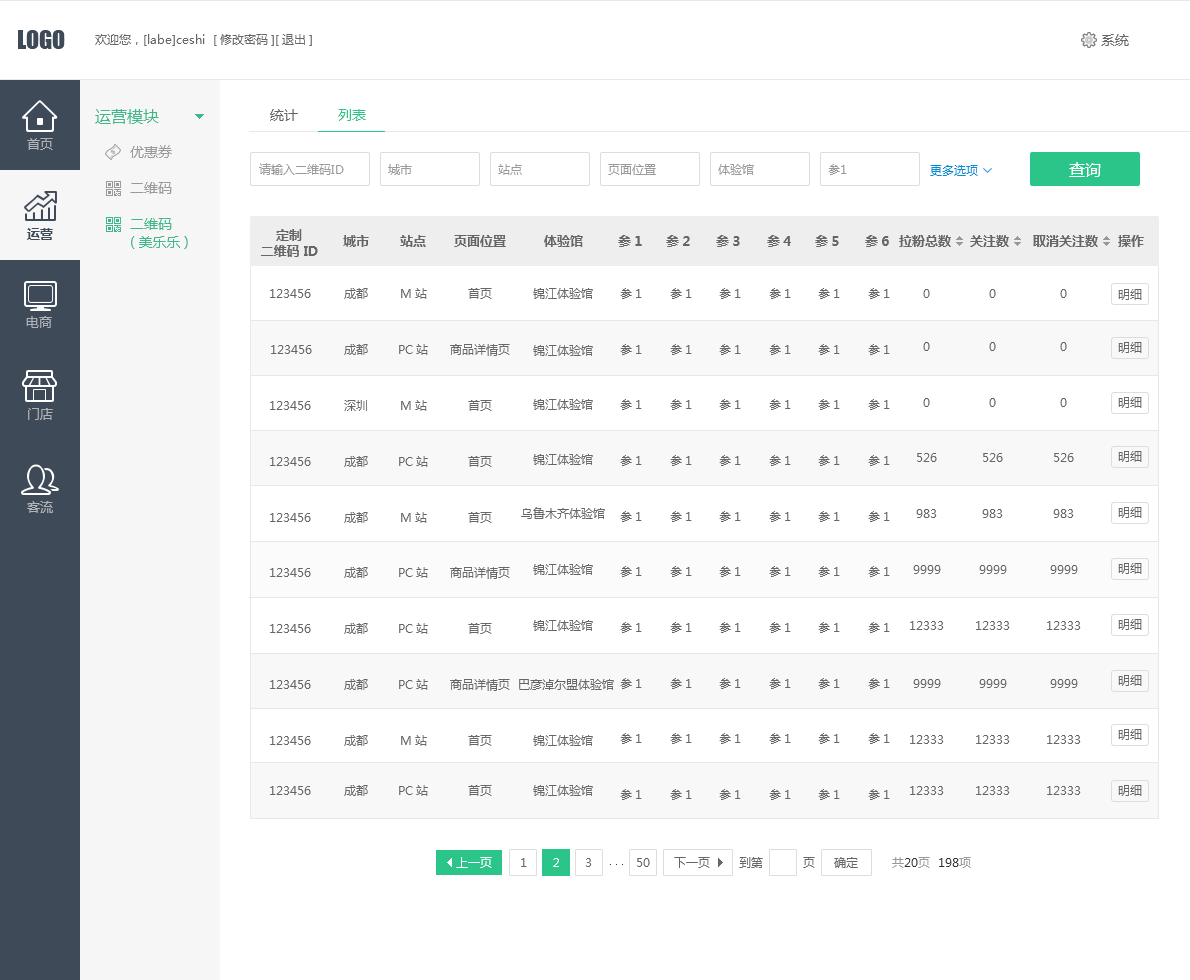 LOGO
欢迎您，[labe]ceshi [ 修改密码 ][ 退出 ]
系统
首页
运营
电商
门店
客流
运营模块
优惠券
二维码
二维码
( 美乐乐 )
统计 列表
请输入二维码ID 城市 站点 页面位置 体验馆 参1 更多选项 查询
定制
二维码 ID 城市 站点 页面位置 体验馆 参 1 参 2 参 3 参 4 参 5 参 6 拉粉总数 关注数 取消关注数 操作
123456 成都 M 站 首页 锦江体验馆 参 1 参 1 参 1 参 1 参 1 参 1 0 0 0 明细
123456 成都 PC 站 商品详情页 锦江体验馆 参 1 参 1 参 1 参 1 参 1 参 1 0 0 0 明细
123456 深圳 M 站 首页 锦江体验馆 参 1 参 1 参 1 参 1 参 1 参 1 0 0 0 明细
123456 成都 PC 站 首页 锦江体验馆 参 1 参 1 参 1 参 1 参 1 参 1 526 526 526 明细
123456 成都 M 站 首页 乌鲁木齐体验馆 参 1 参 1 参 1 参 1 参 1 参 1 983 983 983 明细
123456 成都 PC 站 商品详情页 锦江体验馆 参 1 参 1 参 1 参 1 参 1 参 1 9999 9999 9999 明细
123456 成都 PC 站 首页 锦江体验馆 参 1 参 1 参 1 参 1 参 1 参 1 12333 12333 12333 明细
123456 成都 PC 站 商品详情页 巴彦淖尔盟体验馆 参 1 参 1 参 1 参 1 参 1 参 1 9999 9999 9999 明细
123456 成都 M 站 首页 锦江体验馆 参 1 参 1 参 1 参 1 参 1 参 1 12333 12333 12333 明细
123456 成都 PC 站 首页 锦江体验馆 参 1 参 1 参 1 参 1 参 1 参 1 12333 12333 12333 明细
上一页 1 2 3 ··· 50 下一页 到第 页 确定 共20页 198项